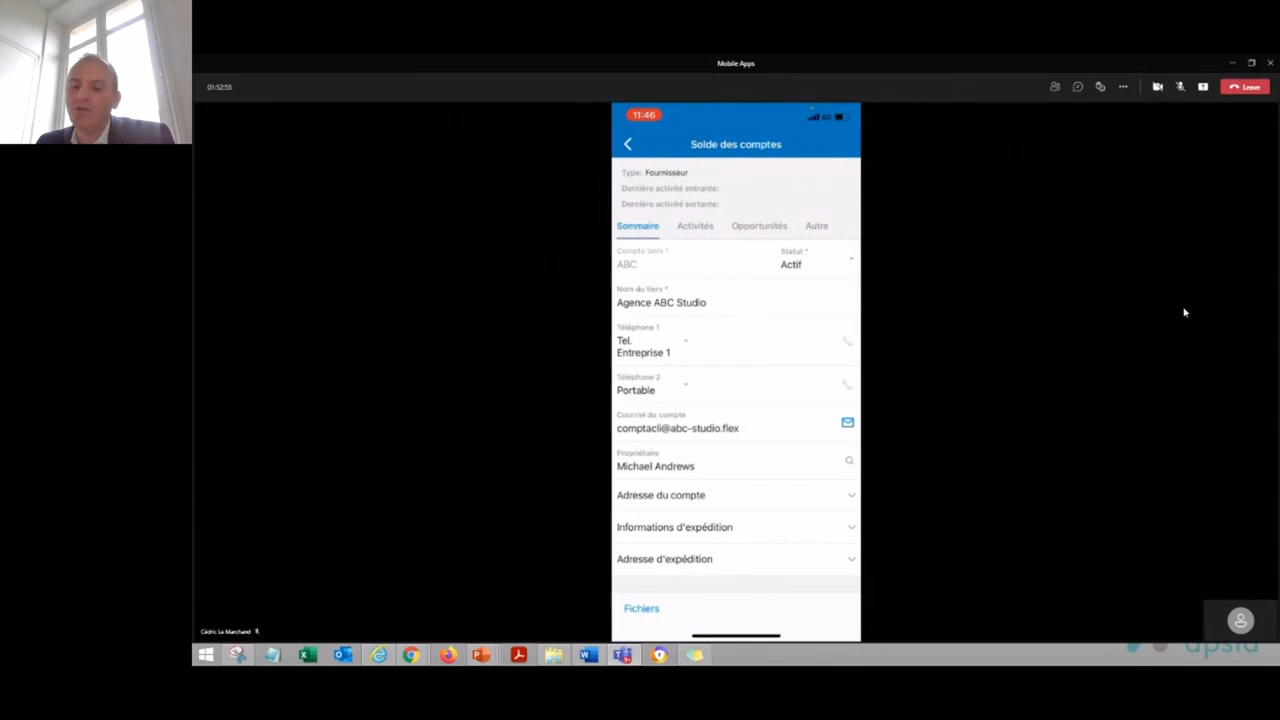 Mobile Apps
01:52:53
Leave
11:46
4G
Solde des comptes
Type: Fournisseur
Dernière activité entrante:
Dernière activité sortante:
Sommaire Activités Opportunités Autre
Compte tiers * Statut *
ABC Actif
Nom du tiers *
Agence ABC Studio
Téléphone 1
Tel.
Entreprise 1
Téléphone 2
Portable
Courriel du compte
comptacli@abc-studio.flex
Propriétaire
Michael Andrews
Adresse du compte
Informations d'expédition
Adresse d'expédition
Fichiers
Cédric Le Marchand
apsia